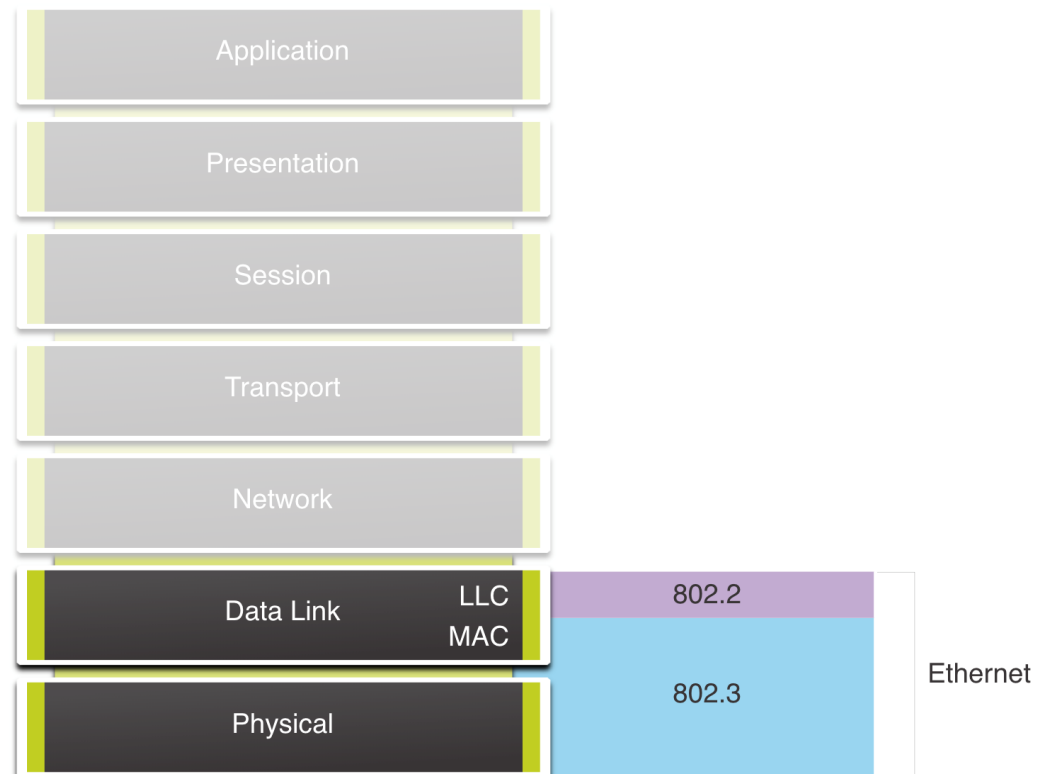 Application
Presentation
Session
Transport
Network
Data Link
LLC
MAC
802.2
802.3
Ethernet
Physical